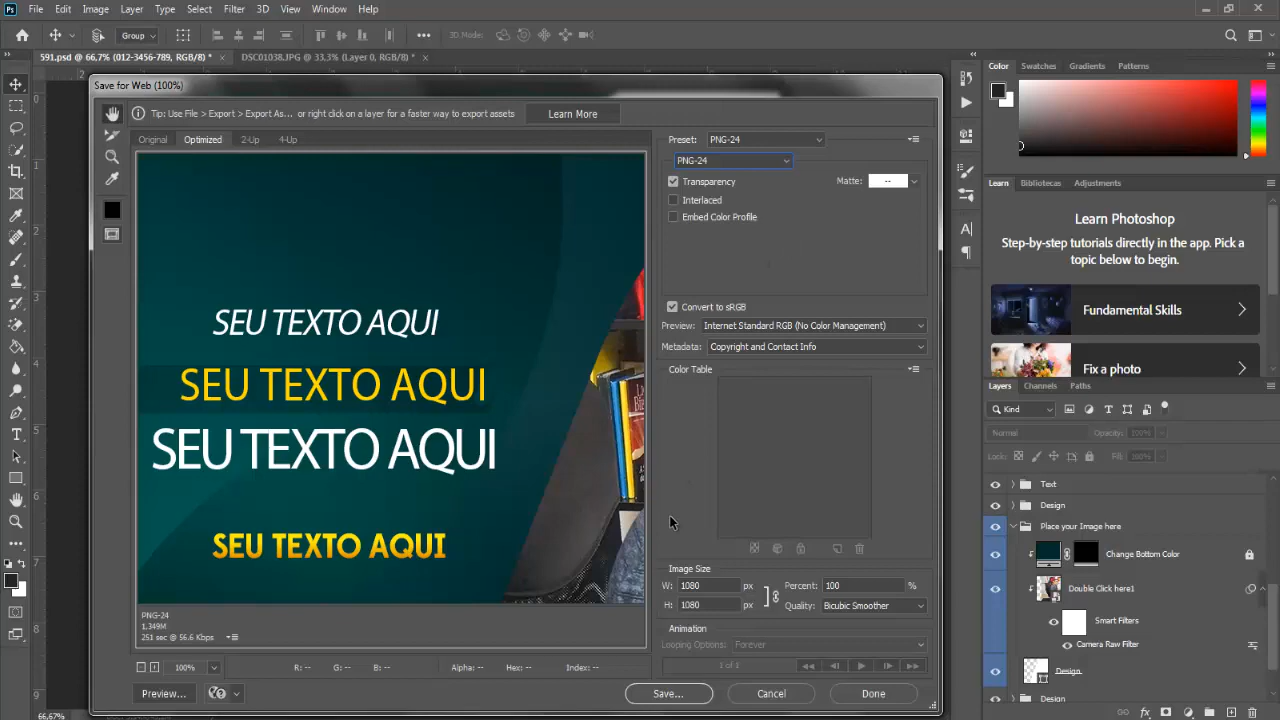 Ps File Edit Image Layer Type Select Filter 3D View Window Help
Group
3D Mode:
591.psd @ 66,7% (012-3456-789, RGB/8) *
DSC01038.JPG @ 33,3% (Layer 0, RGB/8) *
Save for Web (100%)
Tip: Use File > Export > Export As... or right click on a layer for a faster way to export assets
Learn More
Original Optimized 2-Up 4-Up
SEU TEXTO AQUI
SEU TEXTO AQUI
SEU TEXTO AQUI
SEU TEXTO AQUI
PNG-24
1,349M
251 sec @ 56.6 Kbps
100%
R: -- G: -- B: -- Alpha: -- Hex: -- Index: --
Preview...
Preset: PNG-24
PNG-24
Transparency
Matte: --
Interlaced
Embed Color Profile
Convert to sRGB
Preview: Internet Standard RGB (No Color Management)
Metadata: Copyright and Contact Info
Color Table
Image Size
W: 1080 px Percent: 100 %
H: 1080 px Quality: Bicubic Smoother
Animation
Looping Options: Forever
1 of 1
Save... Cancel Done
Color Swatches Gradients Patterns
Learn Bibliotecas Adjustments
Learn Photoshop
Step-by-step tutorials directly in the app. Pick a topic below to begin.
Fundamental Skills
Fix a photo
Layers Channels Paths
Kind
Normal Opacity: 100%
Lock: Fill: 100%
Text
Design
Place your Image here
Change Bottom Color
Double Click here1
Smart Filters
Camera Raw Filter
Design
Design
66,67%